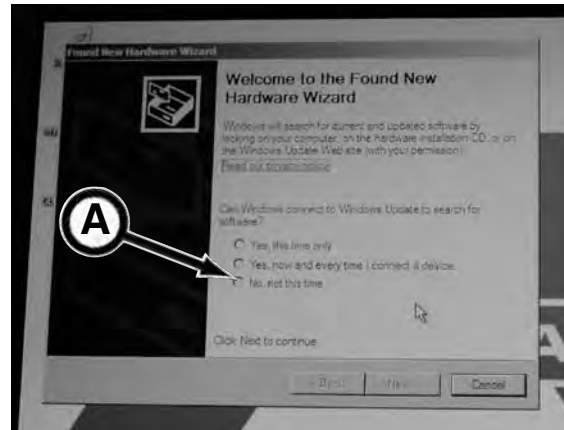 Found New Hardware Wizard
Welcome to the Found New
Hardware Wizard
Windows will search for current and updated software by
looking on your computer, on the hardware installation CD, or on
the Windows Update Web site (with your permission).
Read our privacy policy
Can Windows connect to Windows Update to search for
software?
A
Yes, this time only
Yes, now and every time I connect a device
No, not this time
Click Next to continue
< Back
Next
Cancel
A